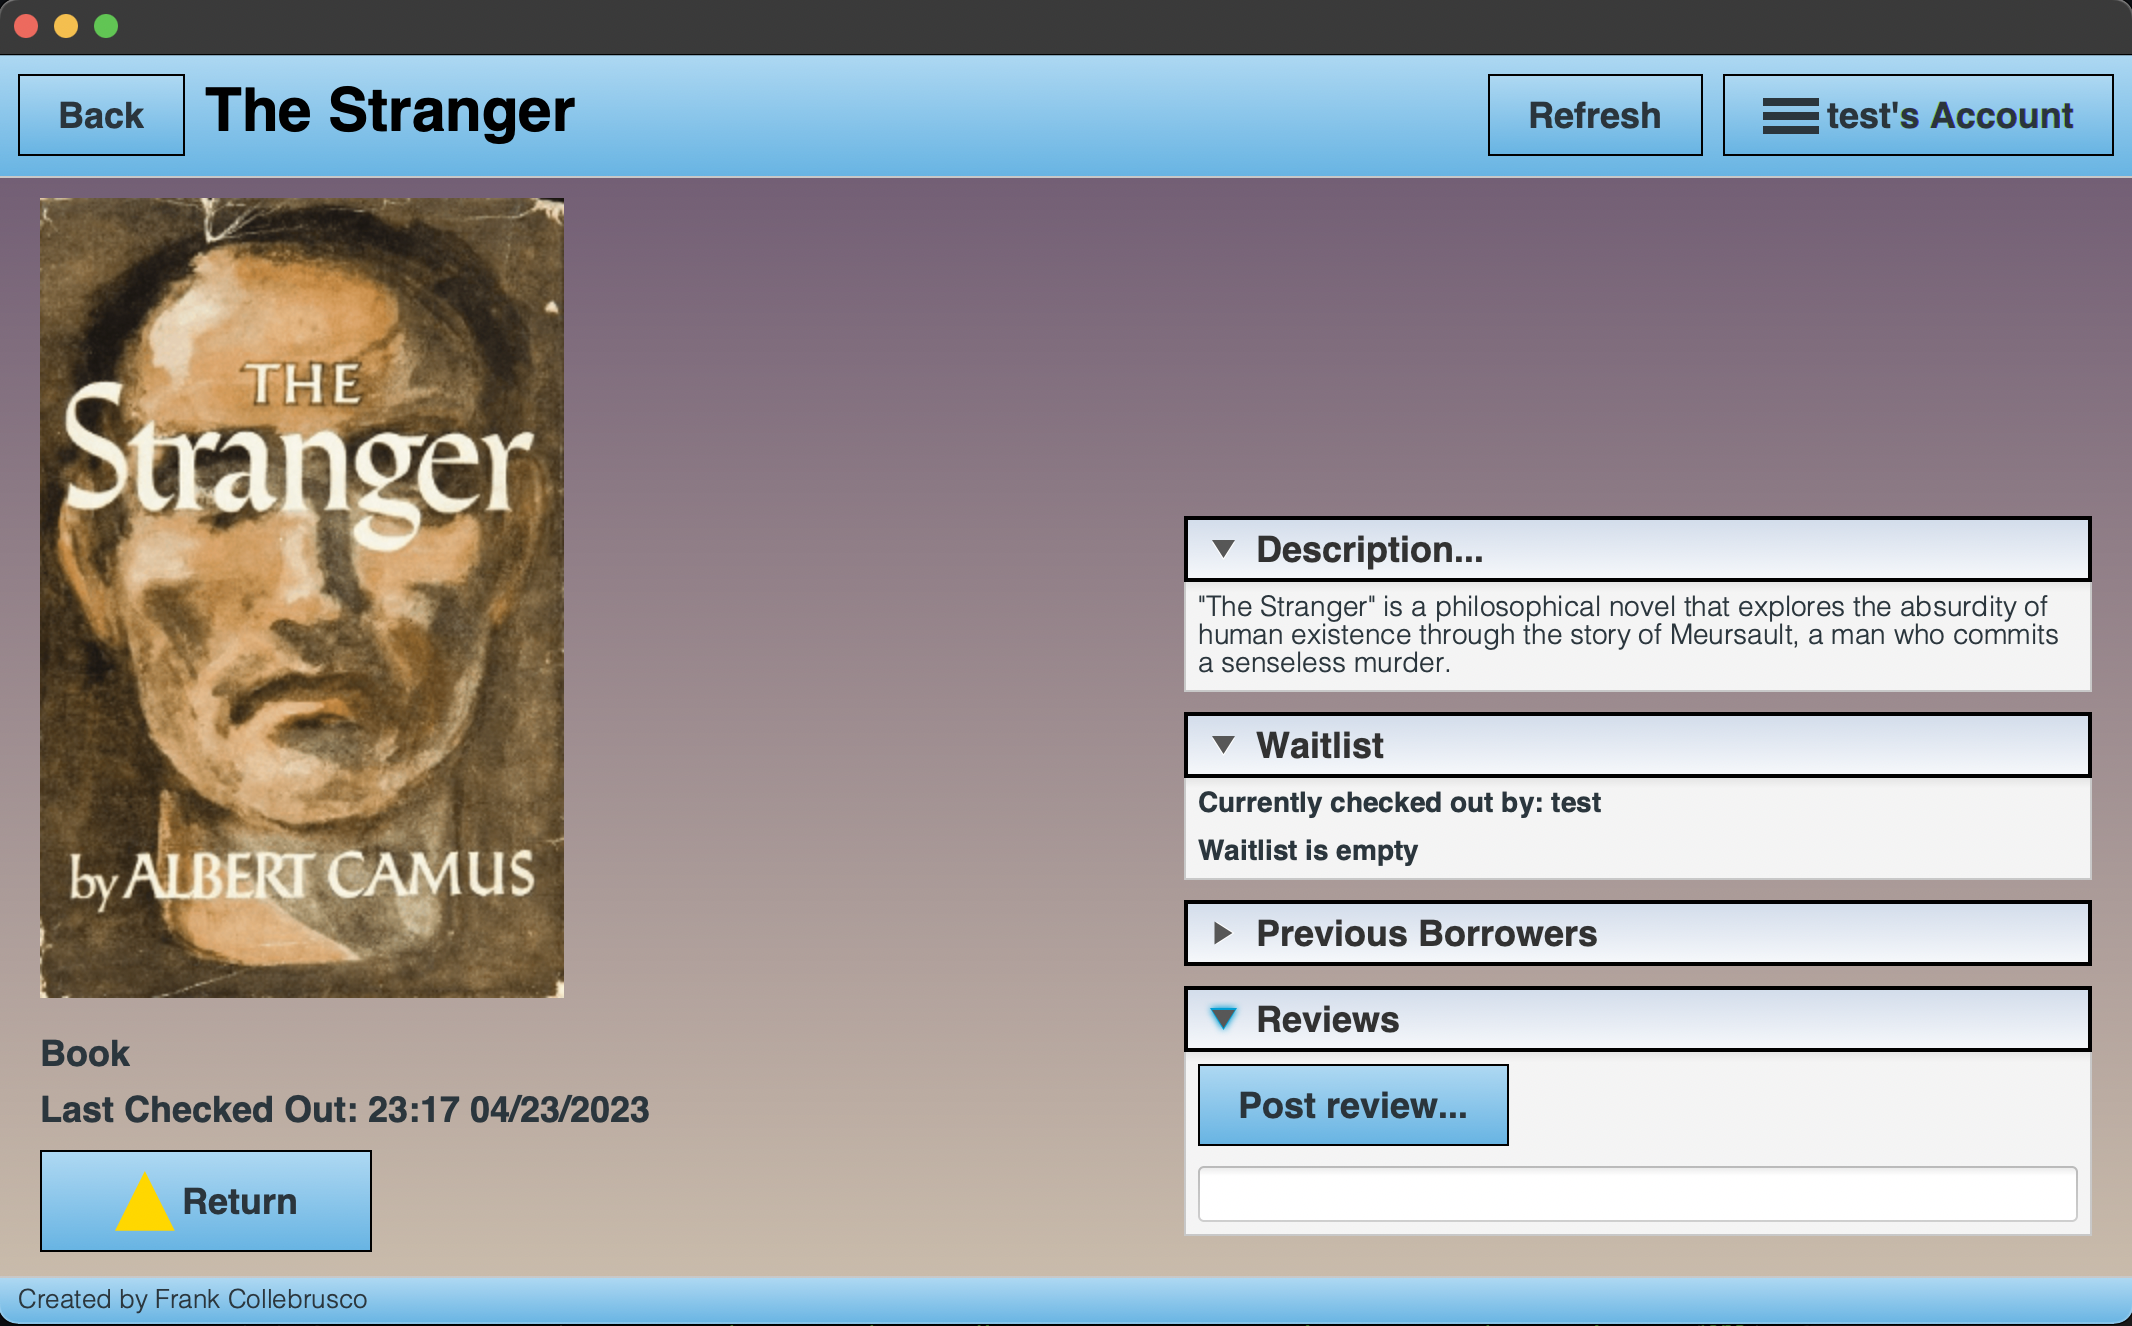 Back
The Stranger
Refresh
test's Account
THE
Stranger
by ALBERT CAMUS
Book
Last Checked Out: 23:17 04/23/2023
Return
Description...
"The Stranger" is a philosophical novel that explores the absurdity of
human existence through the story of Meursault, a man who commits
a senseless murder.
Waitlist
Currently checked out by: test
Waitlist is empty
Previous Borrowers
Reviews
Post review...
Created by Frank Collebrusco